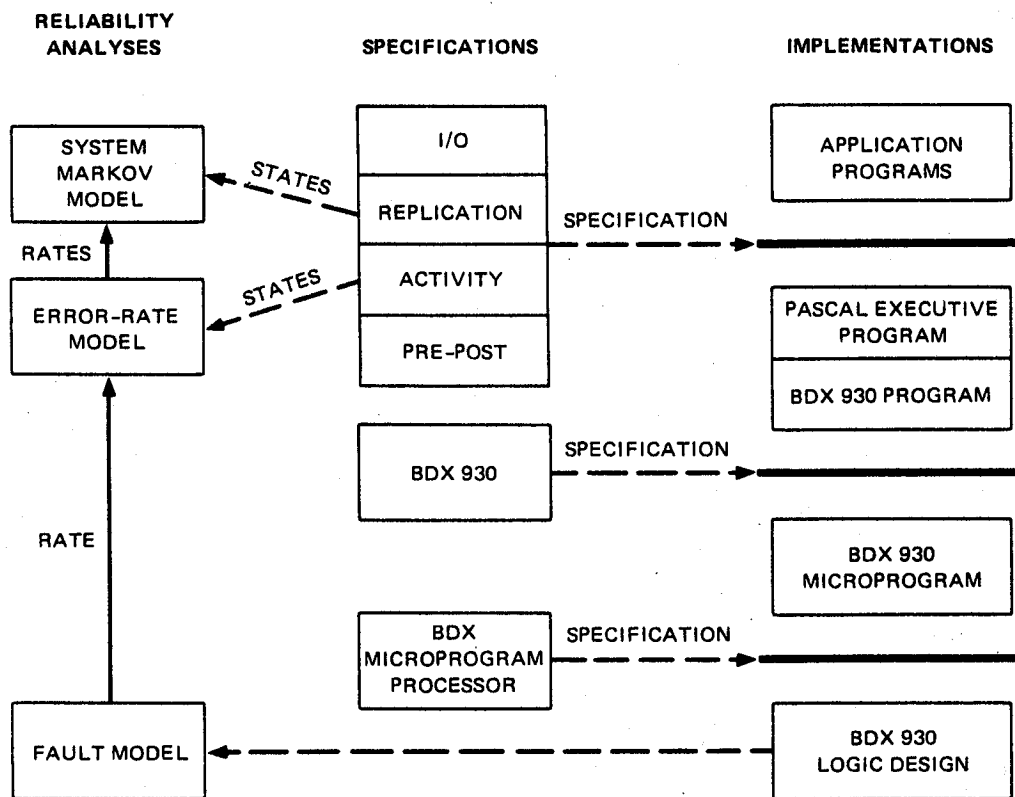 RELIABILITY
ANALYSES
SPECIFICATIONS
IMPLEMENTATIONS
SYSTEM
MARKOV
MODEL
RATES
ERROR-RATE
MODEL
RATE
FAULT MODEL
STATES
STATES
I/O
REPLICATION
ACTIVITY
PRE-POST
SPECIFICATION
BDX 930
SPECIFICATION
BDX
MICROPROGRAM
PROCESSOR
SPECIFICATION
APPLICATION
PROGRAMS
PASCAL EXECUTIVE
PROGRAM
BDX 930 PROGRAM
BDX 930
MICROPROGRAM
BDX 930
LOGIC DESIGN